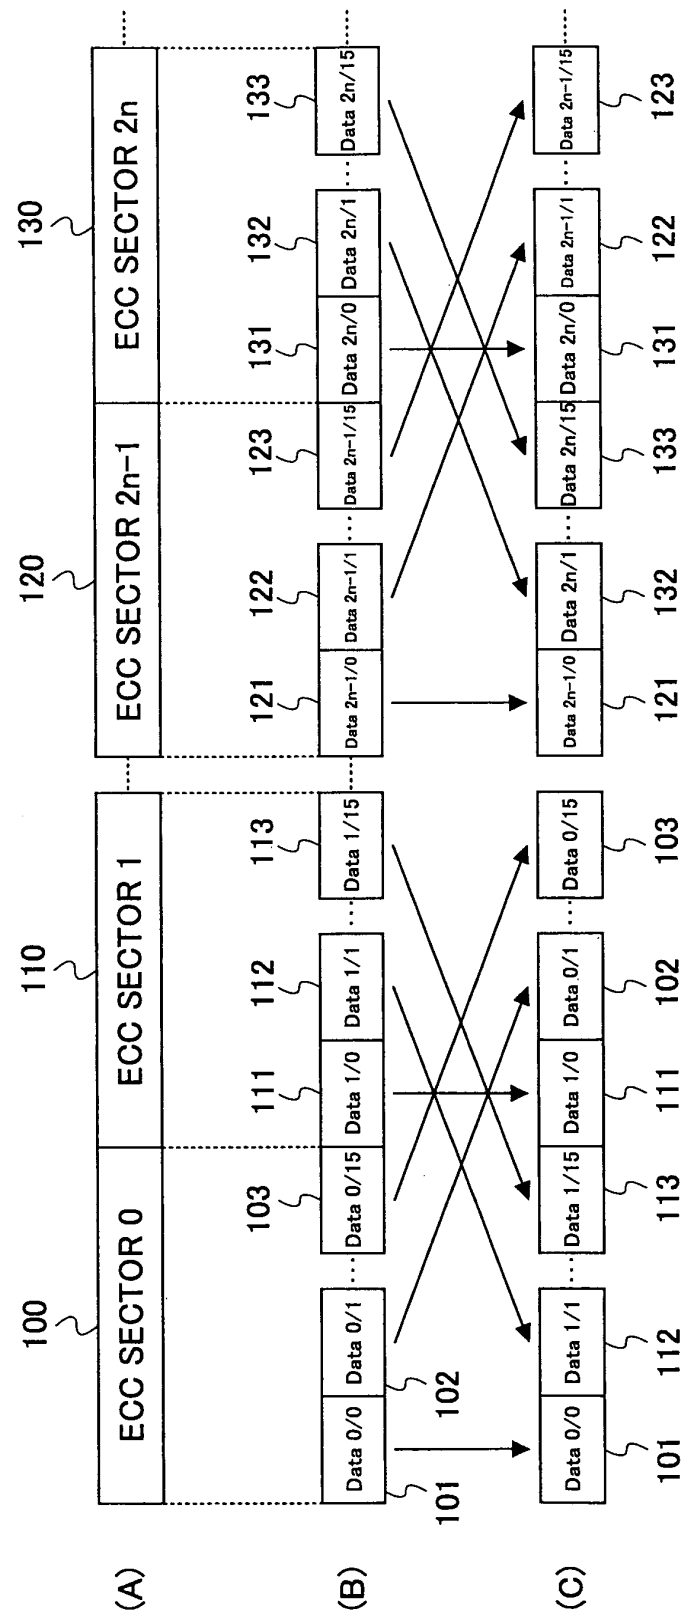 (A)
100
110
120
130
ECC SECTOR 0
ECC SECTOR 1
ECC SECTOR 2n-1
ECC SECTOR 2n
(B)
103
111
112
113
121
122
123
131
132
133
Data 0/0
Data 0/1
Data 0/15
Data 1/0
Data 1/1
Data 1/15
Data 2n-1/0
Data 2n-1/1
Data 2n-1/15
Data 2n/0
Data 2n/1
Data 2n/15
101
102
(C)
Data 0/0
Data 1/1
Data 1/15
Data 1/0
Data 0/1
Data 0/15
Data 2n-1/0
Data 2n/1
Data 2n/15
Data 2n/0
Data 2n-1/1
Data 2n-1/15
101
112
113
111
102
103
121
132
133
131
122
123